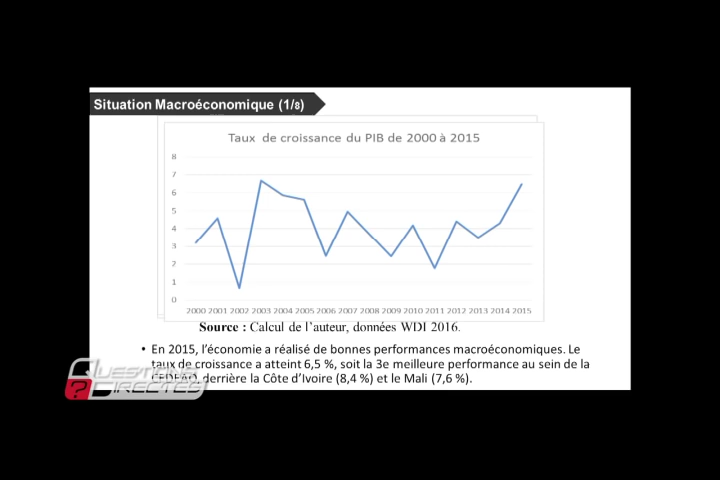 Situation Macroéconomique (1/8)
Taux de croissance du PIB de 2000 à 2015
8
7
6
5
4
3
2
1
0
2000 2001 2002 2003 2004 2005 2006 2007 2008 2009 2010 2011 2012 2013 2014 2015
Source : Calcul de l'auteur, données WDI 2016.
• En 2015, l'économie a réalisé de bonnes performances macroéconomiques. Le
taux de croissance a atteint 6,5 %, soit la 3e meilleure performance au sein de la
CEDEAO, derrière la Côte d'Ivoire (8,4 %) et le Mali (7,6 %).
QUESTIONS
? DIRECTES